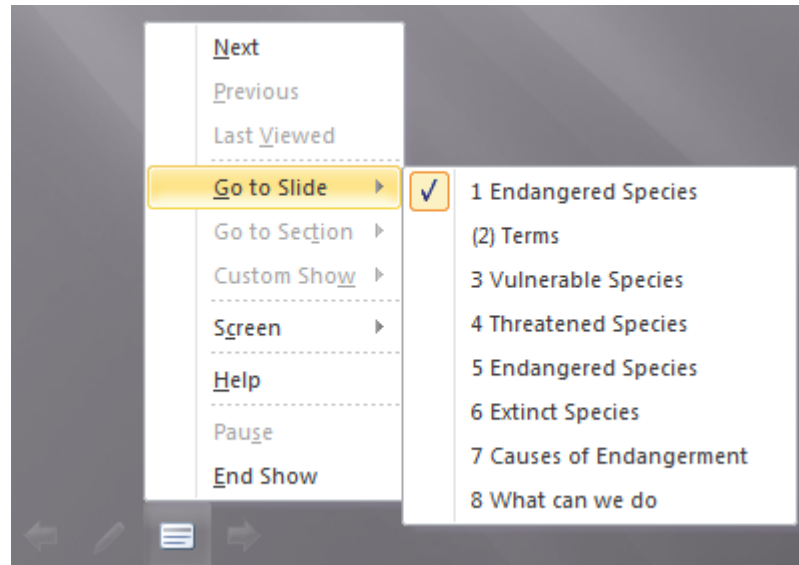 Next
Previous
Last Viewed
Go to Slide
Go to Section
Custom Show
Screen
Help
Pause
End Show
1 Endangered Species
(2) Terms
3 Vulnerable Species
4 Threatened Species
5 Endangered Species
6 Extinct Species
7 Causes of Endangerment
8 What can we do